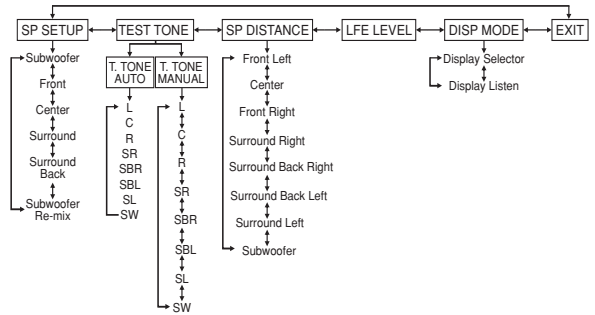 SP SETUP
TEST TONE
SP DISTANCE
LFE LEVEL
DISP MODE
EXIT
Subwoofer
Front
Center
Surround
Surround
Back
Subwoofer
Re-mix
T. TONE
AUTO
L
C
R
SR
SBR
SBL
SL
SW
T. TONE
MANUAL
L
C
R
SR
SBR
SBL
SL
SW
Front Left
Center
Front Right
Surround Right
Surround Back Right
Surround Back Left
Surround Left
Subwoofer
Display Selector
Display Listen